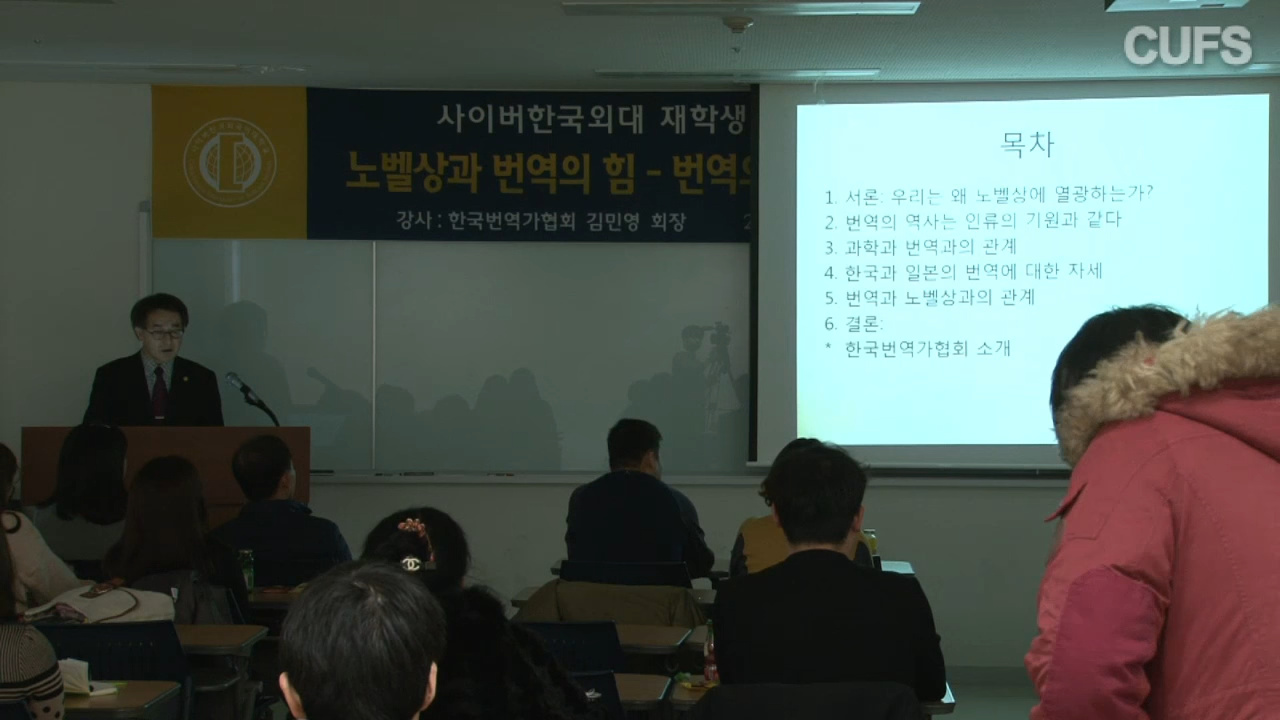 CUFS
사이버한국외대 재학생
노벨상과 번역의 힘 - 번역의
강사 : 한국번역가협회 김민영 회장 2
목차
1. 서론: 우리는 왜 노벨상에 열광하는가?
2. 번역의 역사는 인류의 기원과 같다
3. 과학과 번역과의 관계
4. 한국과 일본의 번역에 대한 자세
5. 번역과 노벨상과의 관계
6. 결론:
* 한국번역가협회 소개